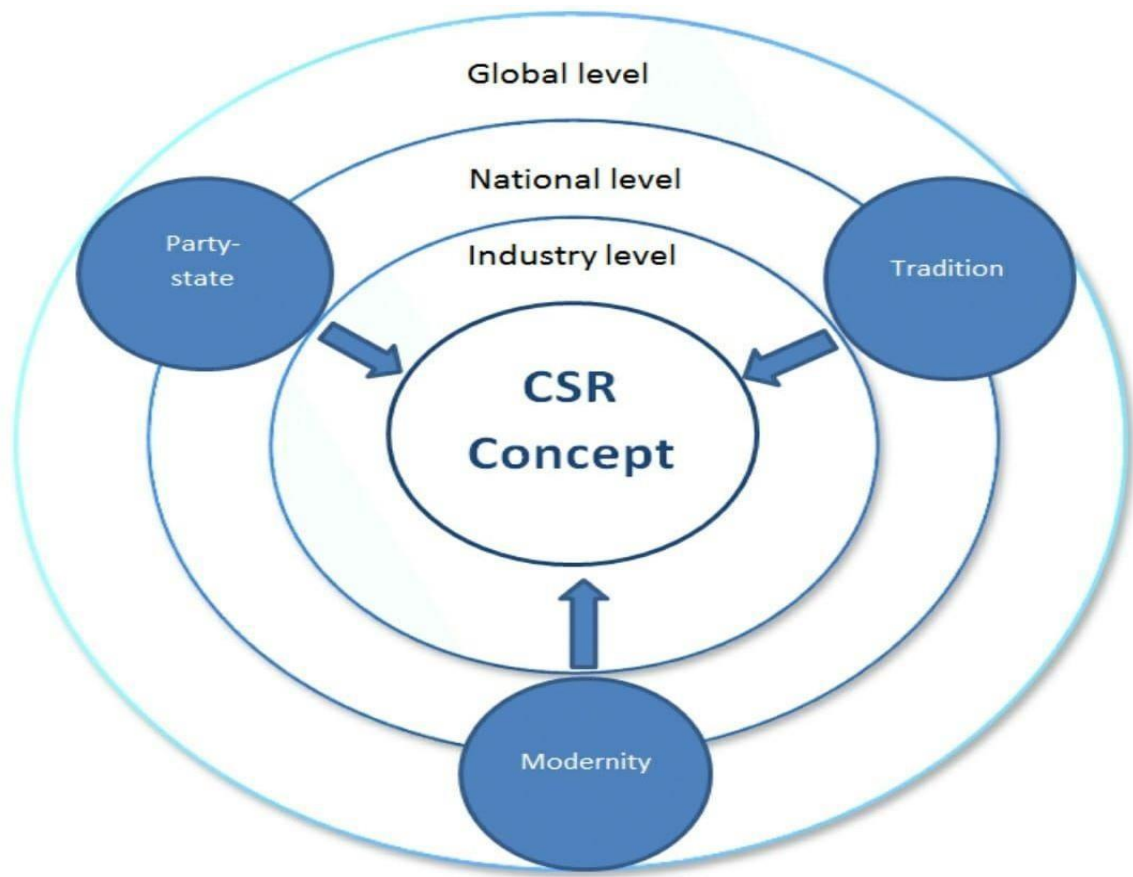 Global level
National level
Industry level
Party-
state
Tradition
CSR
Concept
Modernity